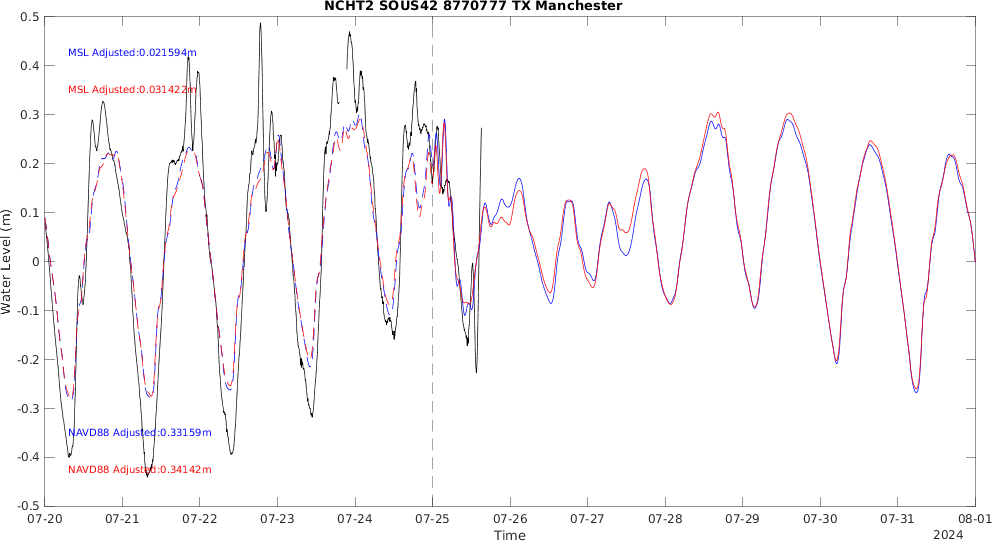 NCHT2 SOUS42 8770777 TX Manchester
0.5
0.4
0.3
0.2
0.1
0
-0.1
-0.2
-0.3
-0.4
-0.5
Water Level (m)
MSL Adjusted:0.021594m
MSL Adjusted:0.031422m
NAVD88 Adjusted:0.33159m
NAVD88 Adjusted:0.34142m
07-20 07-21 07-22 07-23 07-24 07-25 07-26 07-27 07-28 07-29 07-30 07-31 08-01
Time
2024